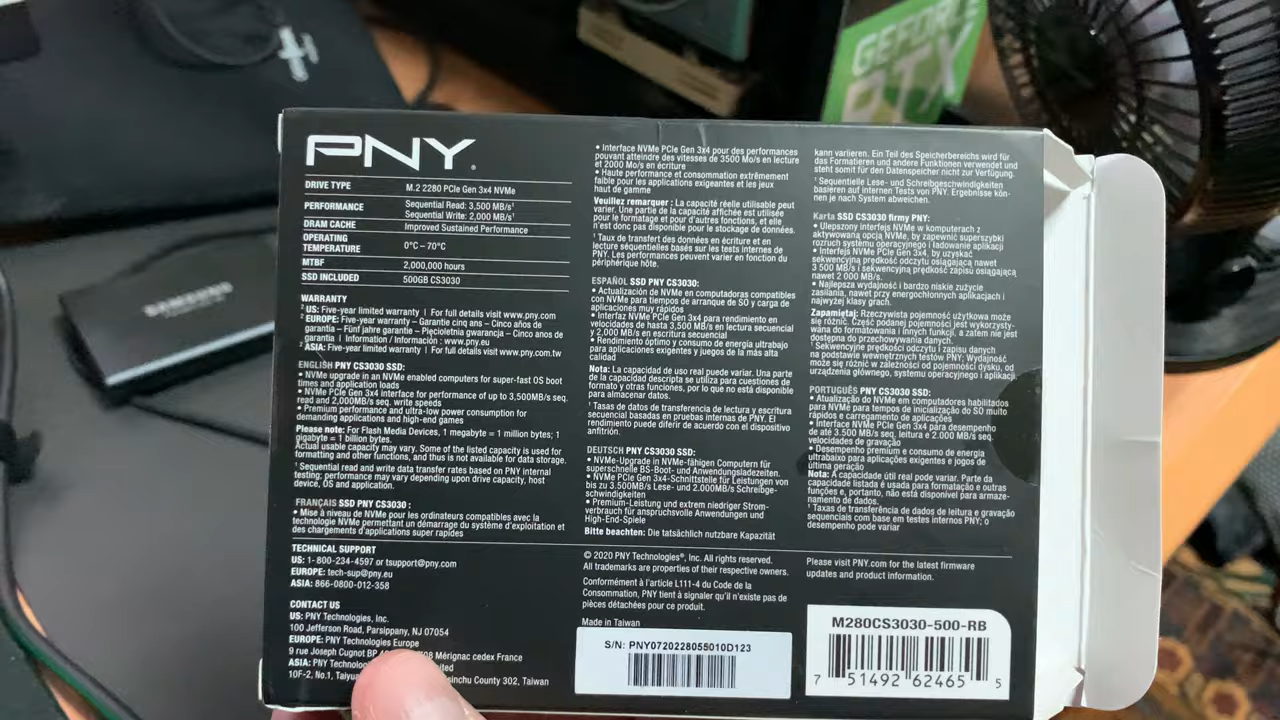 GEFOR
RTX
SAMSUNG
PNY
DRIVE TYPE M.2 2280 PCIe Gen 3x4 NVMe
PERFORMANCE Sequential Read: 3,500 MB/s¹
Sequential Write: 2,000 MB/s¹
DRAM CACHE Improved Sustained Performance
OPERATING
TEMPERATURE 0°C – 70°C
MTBF 2,000,000 hours
SSD INCLUDED 500GB CS3030
WARRANTY
² US: Five-year limited warranty | For full details visit www.pny.com
² EUROPE: Five-year warranty – Garantie cinq ans – Cinco años de
garantia – Fünf jahre garantie – Pięcioletnia gwarancja – Cinco anos de
garantia | Information / Información : www.pny.eu
² ASIA: Five-year limited warranty | For full details visit www.pny.com.tw
ENGLISH PNY CS3030 SSD:
• NVMe upgrade in an NVMe enabled computers for super-fast OS boot
times and application loads
• NVMe PCIe Gen 3x4 interface for performance of up to 3,500MB/s seq.
read and 2,000MB/s seq. write speeds
• Premium performance and ultra-low power consumption for
demanding applications and high-end games
Please note: For Flash Media Devices, 1 megabyte = 1 million bytes; 1
gigabyte = 1 billion bytes.
Actual usable capacity may vary. Some of the listed capacity is used for
formatting and other functions, and thus is not available for data storage.
¹ Sequential read and write data transfer rates based on PNY internal
testing; performance may vary depending upon drive capacity, host
device, OS and application.
FRANÇAIS SSD PNY CS3030 :
• Mise à niveau de NVMe pour les ordinateurs compatibles avec la
technologie NVMe permettant un démarrage du système d'exploitation et
des chargements d'applications super rapides
• Interface NVMe PCIe Gen 3x4 pour des performances
pouvant atteindre des vitesses de 3500 Mo/s en lecture
et 2000 Mo/s en écriture
• Haute performance et consommation extrêmement
faible pour les applications exigeantes et les jeux
haut de gamme
Veuillez remarquer : La capacité réelle utilisable peut
varier. Une partie de la capacité affichée est utilisée
pour le formatage et pour d'autres fonctions, et elle
n'est donc pas disponible pour le stockage de données.
¹ Taux de transfert des données en écriture et en
lecture séquentielles basés sur les tests internes de
PNY. Les performances peuvent varier en fonction du
périphérique hôte.
ESPAÑOL SSD PNY CS3030:
• Actualización de NVMe en computadoras compatibles
con NVMe para tiempos de arranque de SO y carga de
aplicaciones muy rápidos
• Interfaz NVMe PCIe Gen 3x4 para rendimiento en
velocidades de hasta 3,500 MB/s en lectura secuencial
y 2,000 MB/s en escritura secuencial
• Rendimiento óptimo y consumo de energía ultrabajo
para aplicaciones exigentes y juegos de la más alta
calidad
Nota: La capacidad de uso real puede variar. Una parte
de la capacidad descrita se utiliza para cuestiones de
formato y otras funciones, por lo que no está disponible
para almacenar datos.
¹ Tasas de datos de transferencia de lectura y escritura
secuencial basadas en pruebas internas de PNY. El
rendimiento puede diferir de acuerdo con el dispositivo
anfitrión.
DEUTSCH PNY CS3030 SSD:
• NVMe-Upgrade in NVMe-fähigen Computern für
superschnelle BS-Boot- und Anwendungsladezeiten.
• NVMe PCIe Gen 3x4-Schnittstelle für Leistungen von
bis zu 3.500MB/s Lese- und 2.000MB/s Schreibge-
schwindigkeiten
• Premium-Leistung und extrem niedriger Strom-
verbrauch für anspruchsvolle Anwendungen und
High-End-Spiele
Bitte beachten: Die tatsächlich nutzbare Kapazität
kann variieren. Ein Teil des Speicherbereichs wird für
das Formatieren und andere Funktionen verwendet und
steht somit für den Datenspeicher nicht zur Verfügung.
¹ Sequentielle Lese- und Schreibgeschwindigkeiten
basieren auf internen Tests von PNY. Ergebnisse kön-
nen je nach System abweichen.
Karta SSD CS3030 firmy PNY:
• Ulepszony interfejs NVMe w komputerach z
aktywowaną opcją NVMe, by zapewnić superszybki
rozruch systemu operacyjnego i ładowanie aplikacji
• Interfejs NVMe PCIe Gen 3x4, by uzyskać
sekwencyjną prędkość odczytu osiągającą nawet
3 500 MB/s i sekwencyjną prędkość zapisu osiągającą
nawet 2 000 MB/s.
• Najlepsza wydajność i bardzo niskie zużycie
zasilania, nawet przy energochłonnych aplikacjach i
najwyżej klasy grach.
Zapamiętaj: Rzeczywista pojemność użytkowa może
się różnić. Część podanej pojemności jest wykorzysty-
wana do formatowania i innych funkcji, a zatem nie jest
dostępna do przechowywania danych.
¹ Sekwencyjne prędkości odczytu i zapisu danych
na podstawie wewnętrznych testów PNY; Wydajność
może się różnić w zależności od pojemności dysku, od
urządzenia głównego, systemu operacyjnego i aplikacji.
PORTUGUÊS PNY CS3030 SSD:
• Atualização do NVMe em computadores habilitados
para NVMe para tempos de inicialização do SO muito
rápidos e carregamento de aplicações
• Interface NVMe PCIe Gen 3x4 para desempenho
de até 3.500 MB/s seq. leitura e 2.000 MB/s seq.
velocidades de gravação
• Desempenho premium e consumo de energia
ultrabaixo para aplicações exigentes e jogos de
última geração
Nota: A capacidade útil real pode variar. Parte da
capacidade listada é usada para formatação e outras
funções e, portanto, não está disponível para armaze-
namento de dados.
¹ Taxas de transferência de dados de leitura e gravação
sequenciais com base em testes internos PNY; o
desempenho pode variar
TECHNICAL SUPPORT
US: 1-800-234-4597 or tsupport@pny.com
EUROPE: tech-sup@pny.eu
ASIA: 866-0800-012-358
CONTACT US
US: PNY Technologies, Inc.
100 Jefferson Road, Parsippany, NJ 07054
EUROPE: PNY Technologies Europe
9 rue Joseph Cugnot BP Mérignac cedex France
ASIA: PNY
10F-2, No.1, County 302, Taiwan
© 2020 PNY Technologies®, Inc. All rights reserved.
All trademarks are properties of their respective owners.
Conformément à l'article L111-4 du Code de la
Consommation, PNY tient à signaler qu'il n'existe pas de
pièces détachées pour ce produit.
Made in Taiwan
S/N: PNY0720228055010D123
Please visit PNY.com for the latest firmware
updates and product information.
M280CS3030-500-RB
7 51492 62465 5